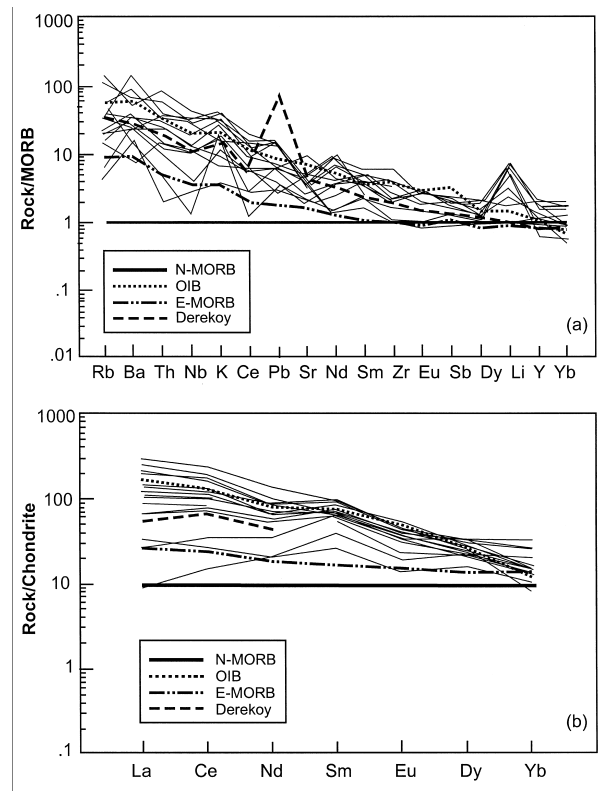 1000
100
10
1
.1
.01
Rock/MORB
N-MORB
OIB
E-MORB
Derekoy
(a)
Rb Ba Th Nb K Ce Pb Sr Nd Sm Zr Eu Sb Dy Li Y Yb
1000
100
10
1
.1
Rock/Chondrite
N-MORB
OIB
E-MORB
Derekoy
(b)
La Ce Nd Sm Eu Dy Yb